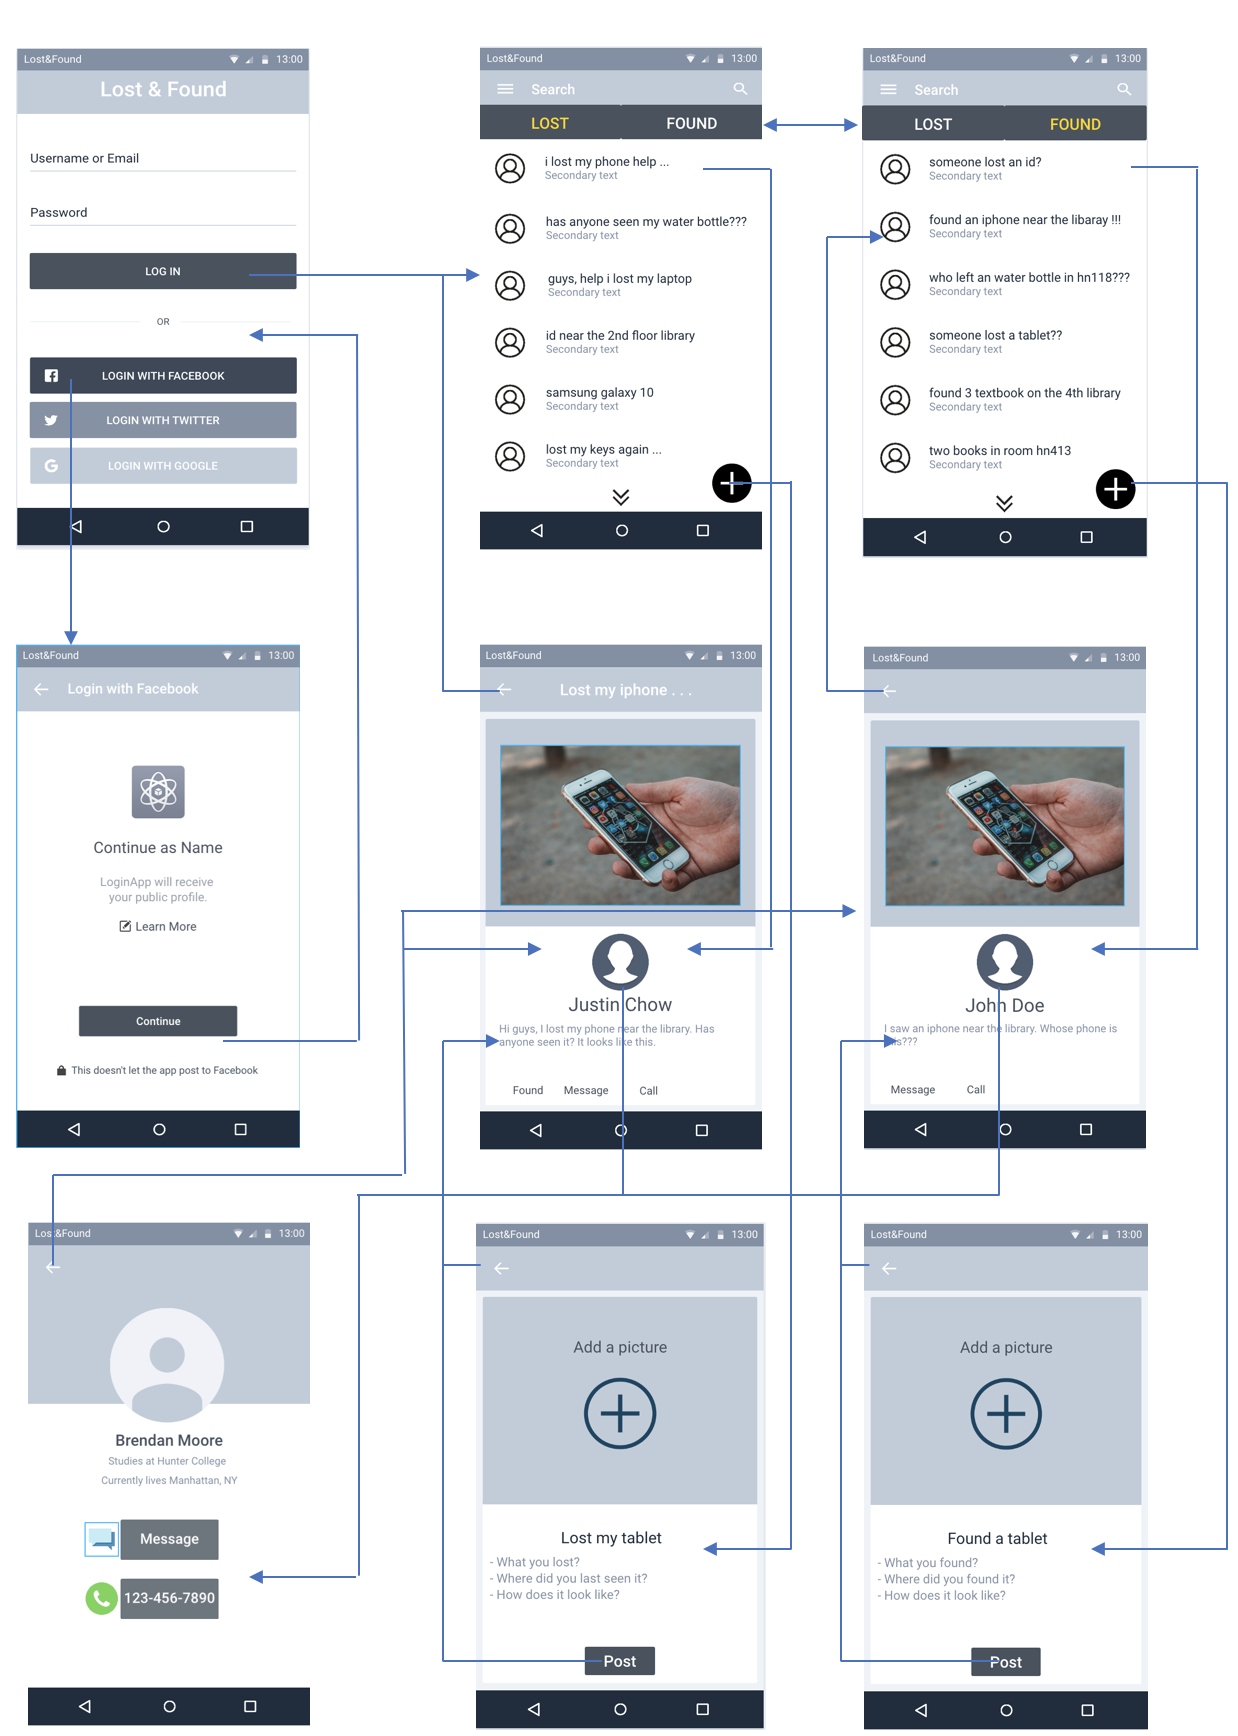 Lost&Found 13:00
Lost & Found
Username or Email
Password
LOG IN
OR
LOGIN WITH FACEBOOK
LOGIN WITH TWITTER
LOGIN WITH GOOGLE
Lost&Found 13:00
Search
LOST FOUND
i lost my phone help ...
Secondary text
has anyone seen my water bottle???
Secondary text
guys, help i lost my laptop
Secondary text
id near the 2nd floor library
Secondary text
samsung galaxy 10
Secondary text
lost my keys again ...
Secondary text
Lost&Found 13:00
Search
LOST FOUND
someone lost an id?
Secondary text
found an iphone near the libaray !!!
Secondary text
who left an water bottle in hn118???
Secondary text
someone lost a tablet??
Secondary text
found 3 textbook on the 4th library
Secondary text
two books in room hn413
Secondary text
Lost&Found 13:00
Login with Facebook
Continue as Name
LoginApp will receive
your public profile.
Learn More
Continue
This doesn't let the app post to Facebook
Lost&Found 13:00
Lost my iphone . . .
Justin Chow
Hi guys, I lost my phone near the library. Has
anyone seen it? It looks like this.
Found Message Call
Lost&Found 13:00
John Doe
I saw an iphone near the library. Whose phone is
this???
Message Call
Lost&Found 13:00
Brendan Moore
Studies at Hunter College
Currently lives Manhattan, NY
Message
123-456-7890
Lost&Found 13:00
Add a picture
Lost my tablet
- What you lost?
- Where did you last seen it?
- How does it look like?
Post
Lost&Found 13:00
Add a picture
Found a tablet
- What you found?
- Where did you found it?
- How does it look like?
Post